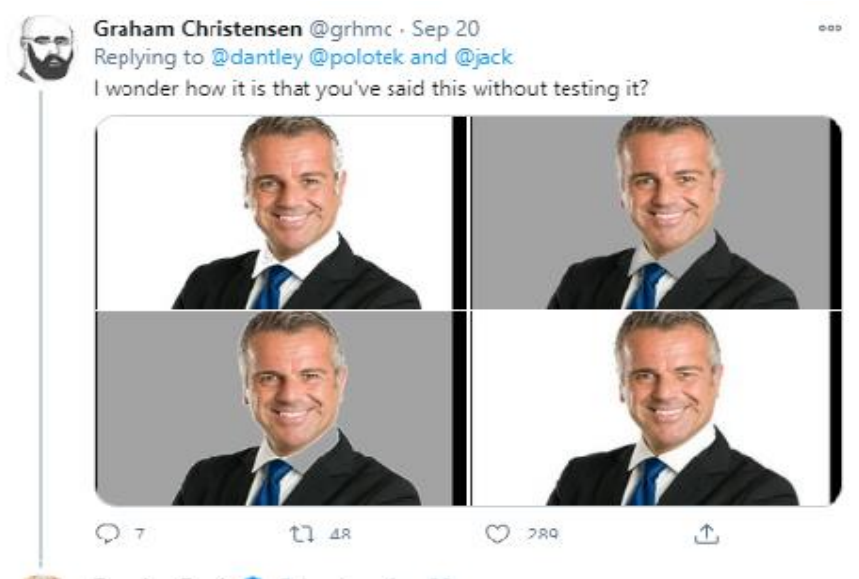 Graham Christensen @grhmc · Sep 20
Replying to @dantley @polotek and @jack
I wonder how it is that you've said this without testing it?
7 48 289